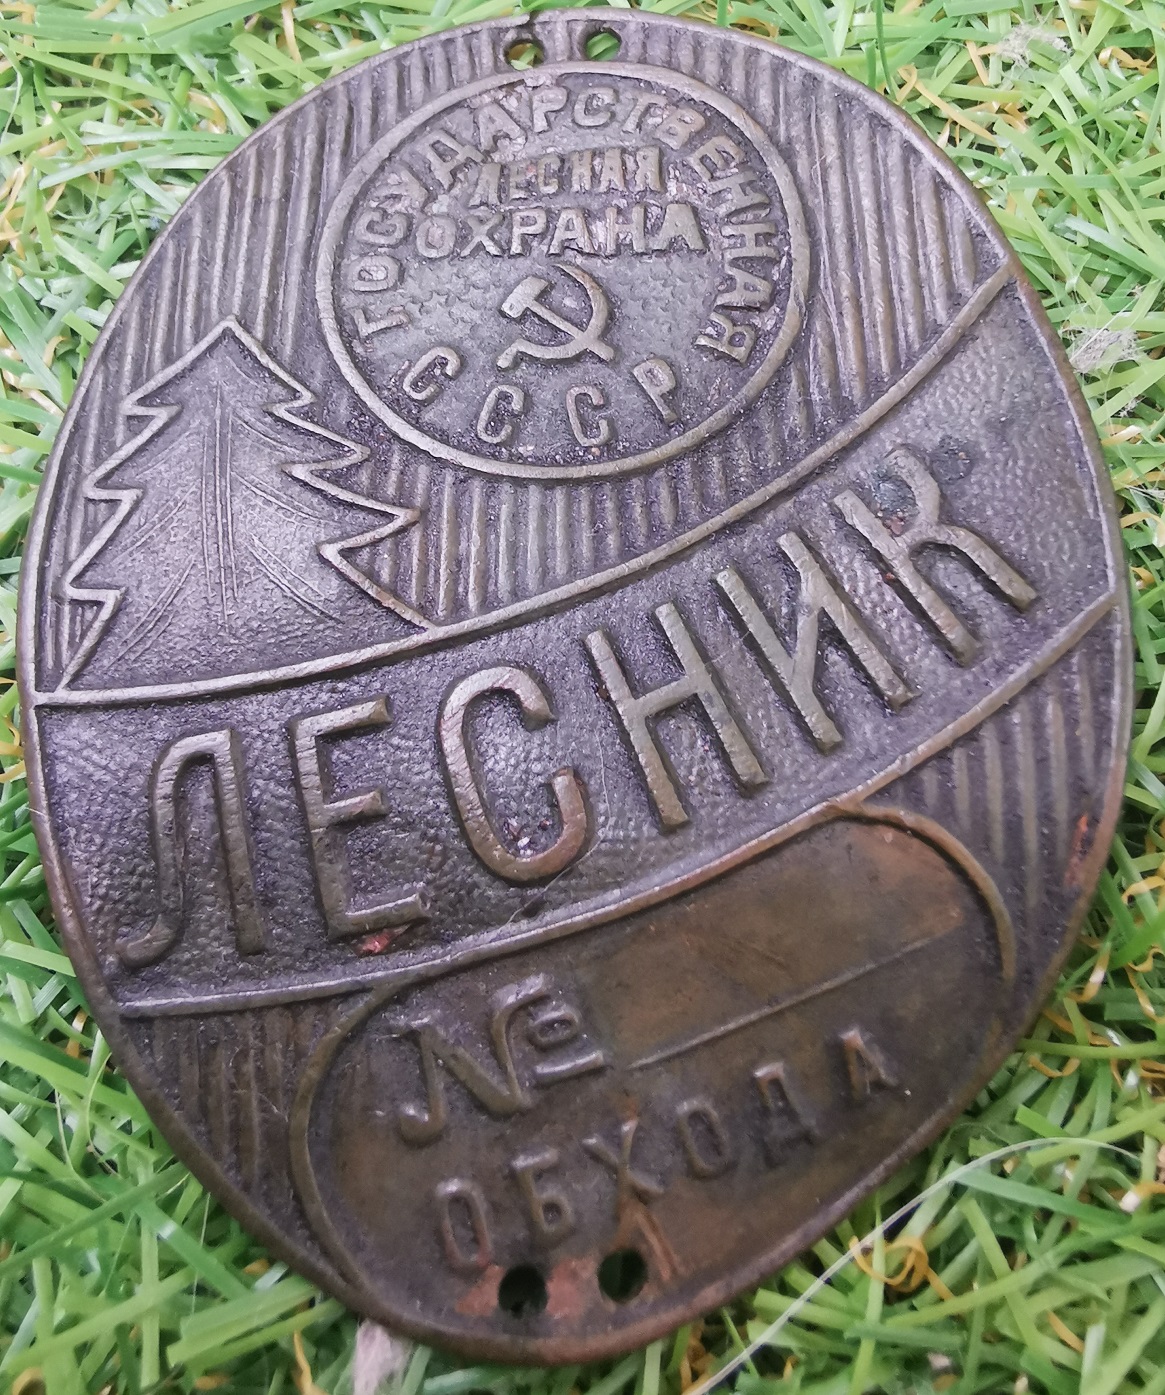 ГОСУДАРСТВЕННАЯ
ЛЕСНАЯ
ОХРАНА
СССР
ЛЕСНИК
№
ОБХОДА